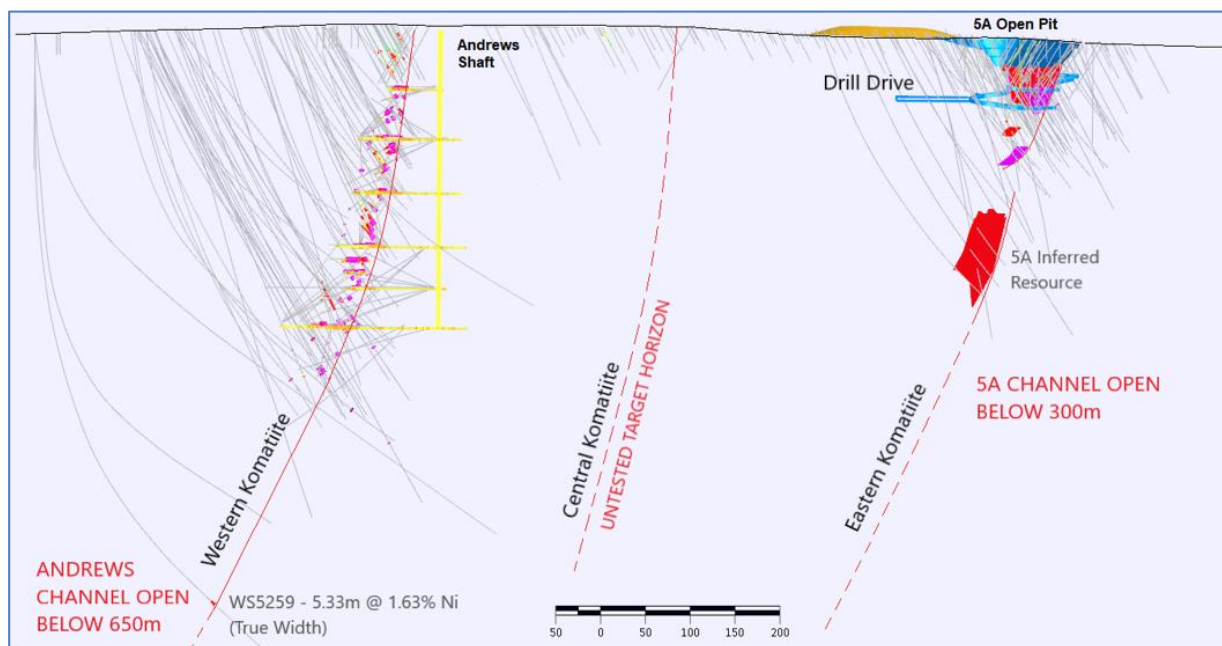 5A Open Pit
Andrews
Shaft
Drill Drive
5A Inferred
Resource
Western Komatiite
Central Komatiite
UNTESTED TARGET HORIZON
Eastern Komatiite
5A CHANNEL OPEN
BELOW 300m
ANDREWS
CHANNEL OPEN
BELOW 650m
WS5259 - 5.33m @ 1.63% Ni
(True Width)
50 0 50 100 150 200